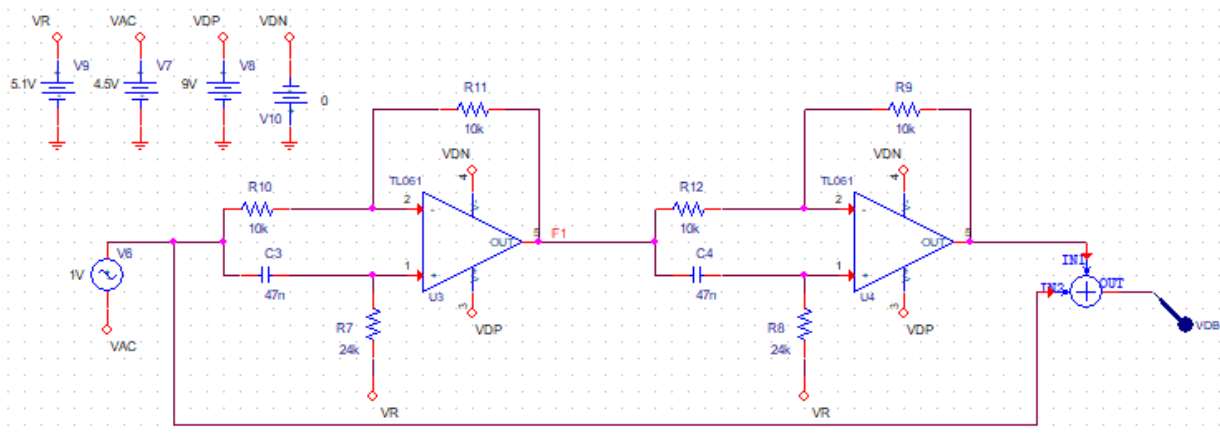 VR VAC VDP VDN
V9 V7 V8
5.1V 4.5V 9V 0
V10
R11 R9
10k 10k
VDN VDN
4 4
R10 TL061 R12 TL061
2 - 2 -
10k 10k
OUT 5 F1 OUT 5
V6 C3 C4
1V 1 + 1 +
47n U3 47n U4
IN1
IN2 OUT
3 3
R7 VDP R8 VDP
24k 24k
VDB
VAC
VR VR